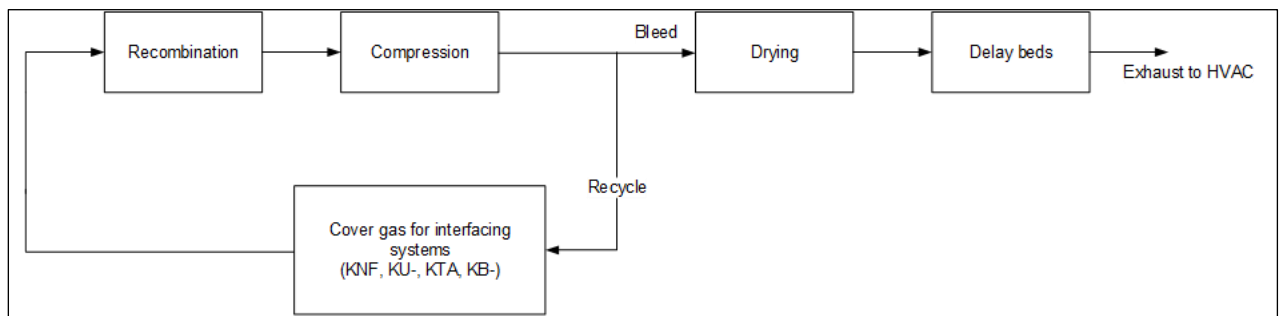 Recombination
Compression
Bleed
Drying
Delay beds
Exhaust to HVAC
Recycle
Cover gas for interfacing
systems
(KNF, KU-, KTA, KB-)